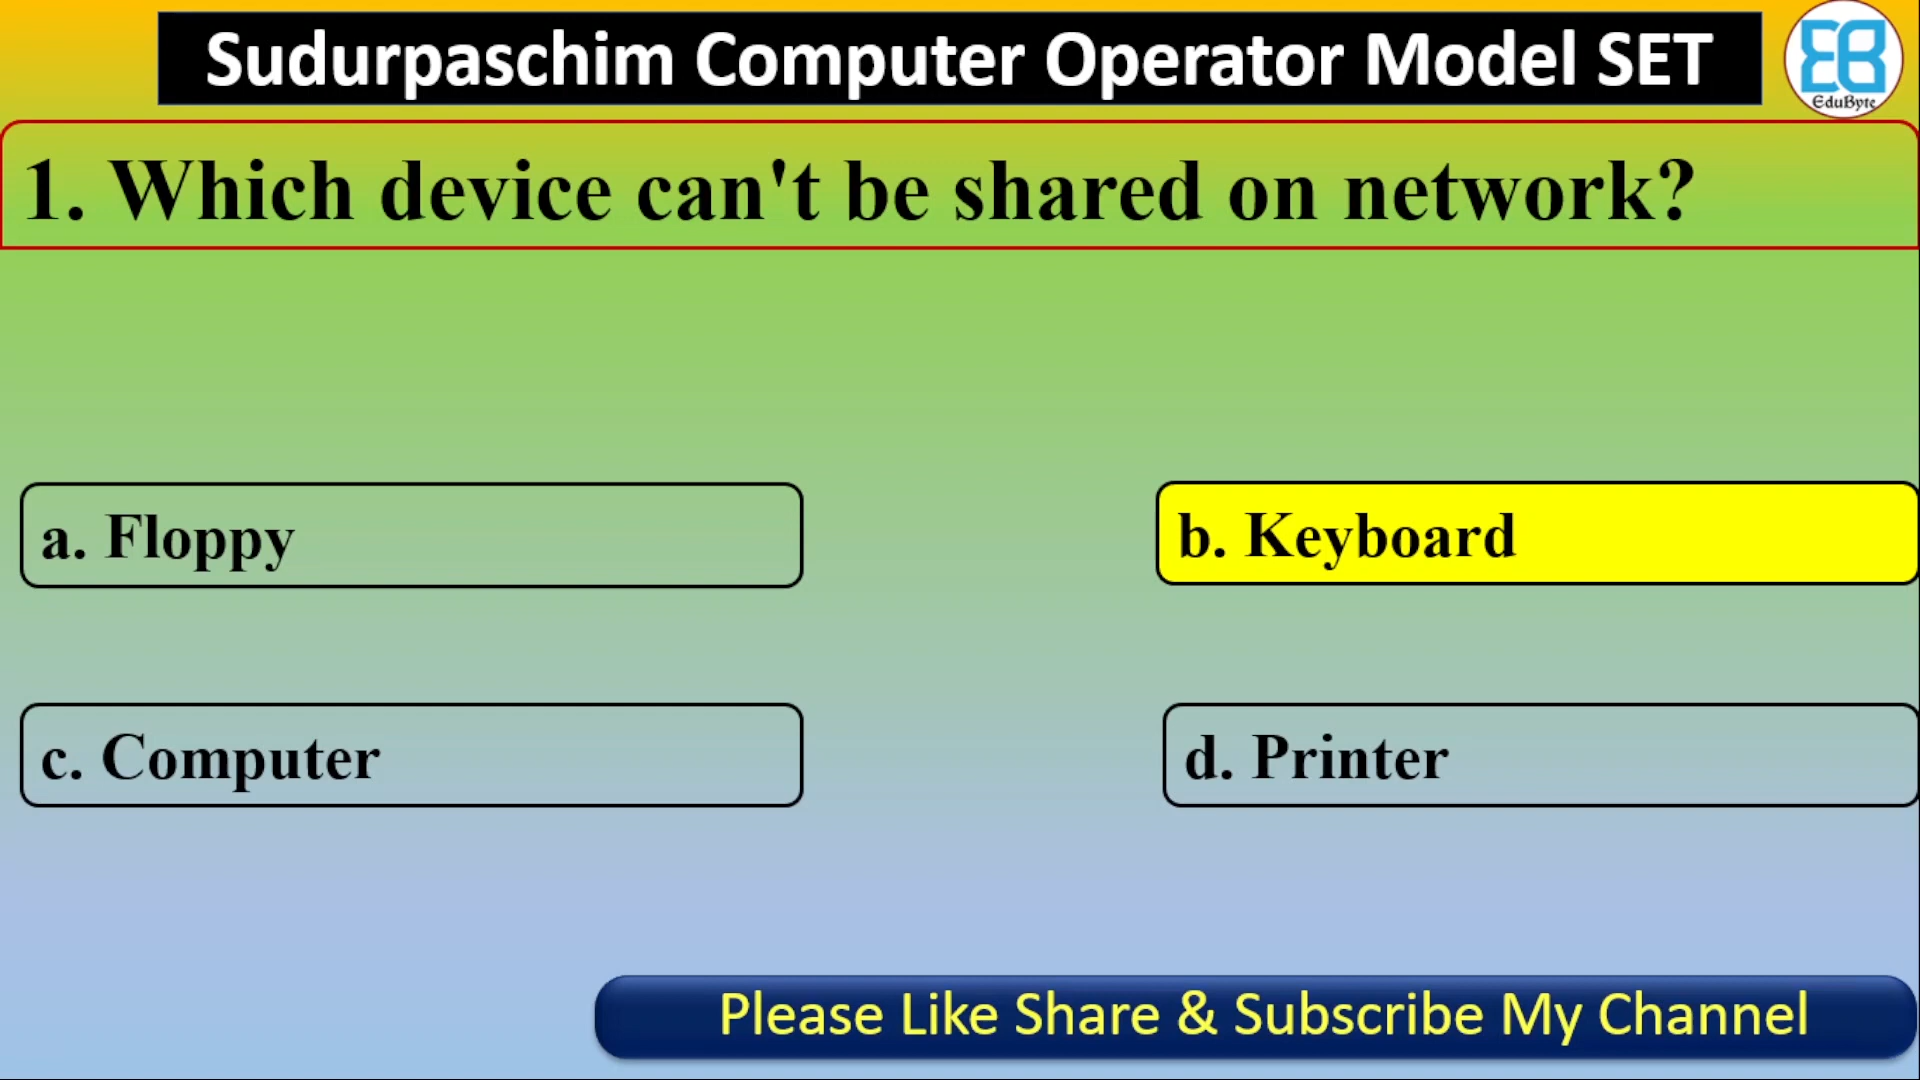 Sudurpaschim Computer Operator Model SET
EduByte
1. Which device can't be shared on network?
a. Floppy
b. Keyboard
c. Computer
d. Printer
Please Like Share & Subscribe My Channel